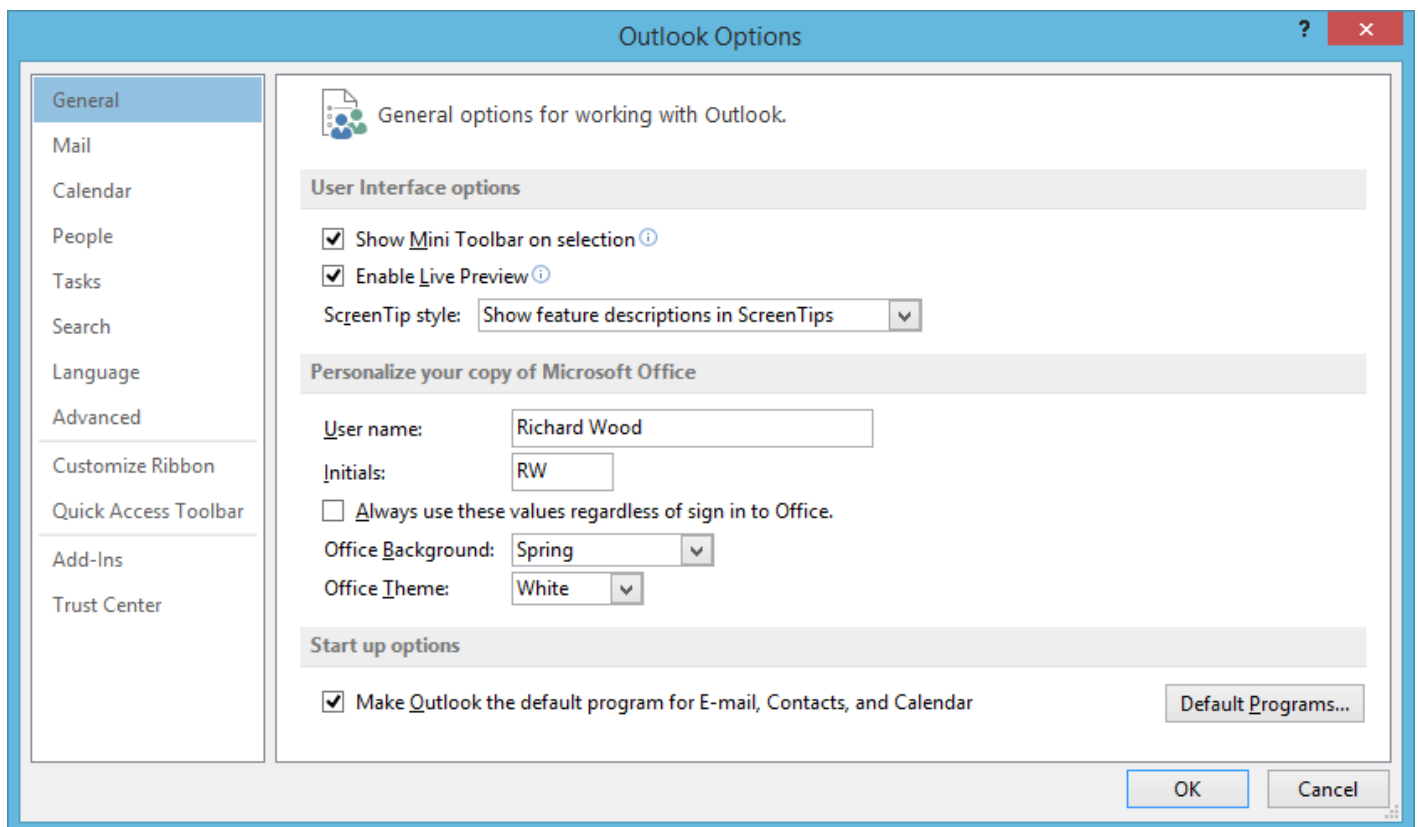 Outlook Options
?
General
Mail
Calendar
People
Tasks
Search
Language
Advanced
Customize Ribbon
Quick Access Toolbar
Add-Ins
Trust Center
General options for working with Outlook.
User Interface options
Show Mini Toolbar on selection
Enable Live Preview
ScreenTip style: Show feature descriptions in ScreenTips
Personalize your copy of Microsoft Office
User name: Richard Wood
Initials: RW
Always use these values regardless of sign in to Office.
Office Background: Spring
Office Theme: White
Start up options
Make Outlook the default program for E-mail, Contacts, and Calendar Default Programs...
OK Cancel